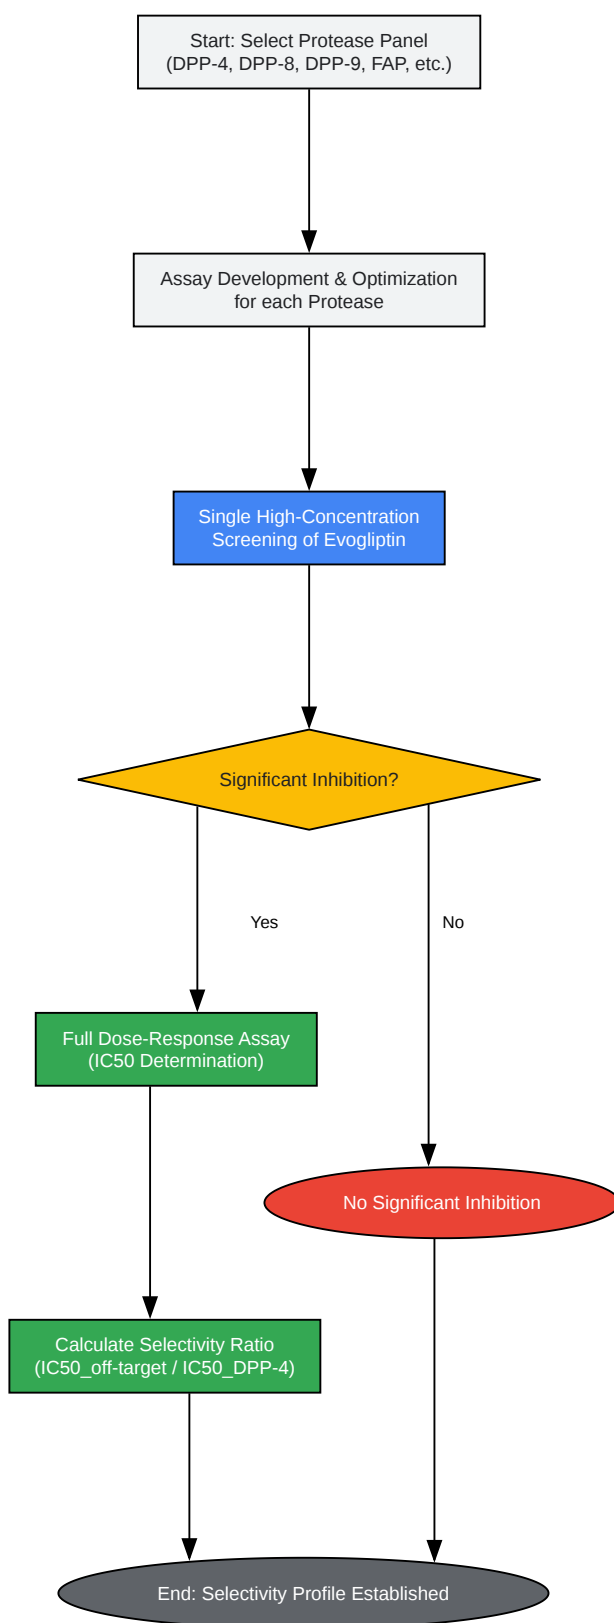 Start: Select Protease Panel
(DPP-4, DPP-8, DPP-9, FAP, etc.)
Assay Development & Optimization
for each Protease
Single High-Concentration
Screening of Evogliptin
Significant Inhibition?
Yes
No
Full Dose-Response Assay
(IC50 Determination)
No Significant Inhibition
Calculate Selectivity Ratio
(IC50_off-target / IC50_DPP-4)
End: Selectivity Profile Established